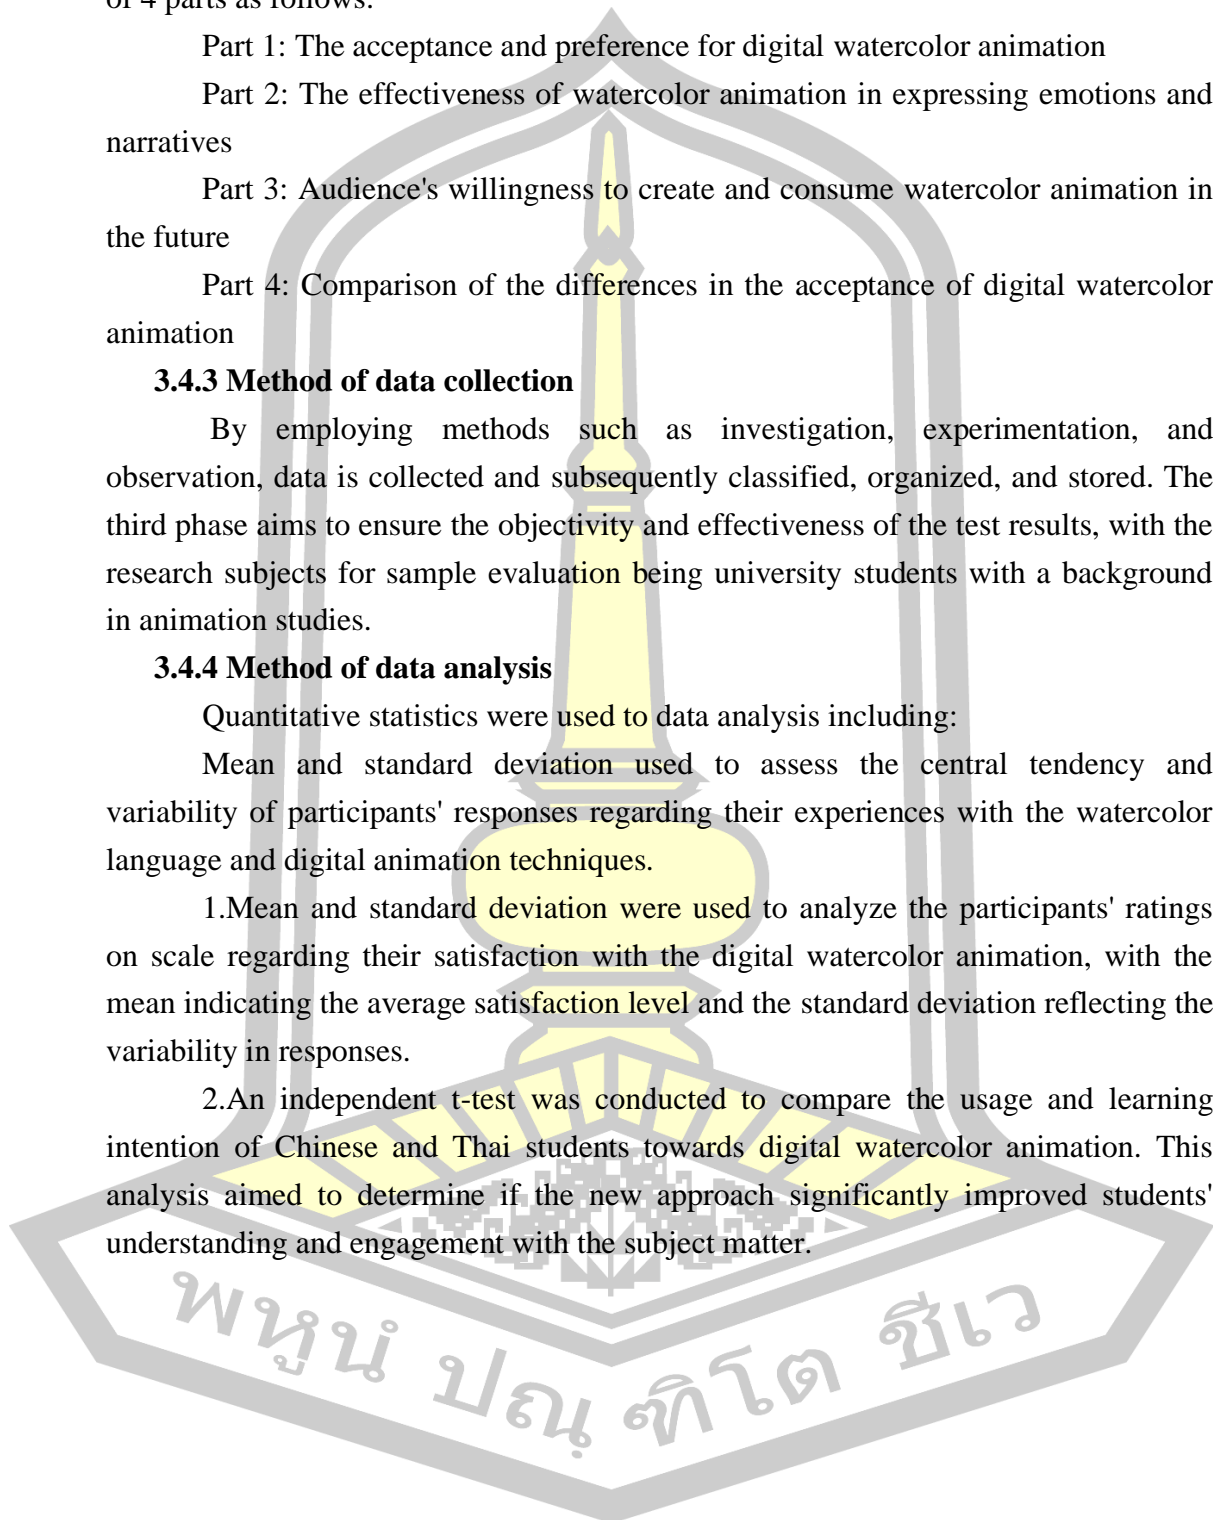 of 4 parts as follows:
Part 1: The acceptance and preference for digital watercolor animation
Part 2: The effectiveness of watercolor animation in expressing emotions and
narratives
Part 3: Audience's willingness to create and consume watercolor animation in
the future
Part 4: Comparison of the differences in the acceptance of digital watercolor
animation
3.4.3 Method of data collection
By employing methods such as investigation, experimentation, and
observation, data is collected and subsequently classified, organized, and stored. The
third phase aims to ensure the objectivity and effectiveness of the test results, with the
research subjects for sample evaluation being university students with a background
in animation studies.
3.4.4 Method of data analysis
Quantitative statistics were used to data analysis including:
Mean and standard deviation used to assess the central tendency and
variability of participants' responses regarding their experiences with the watercolor
language and digital animation techniques.
1.Mean and standard deviation were used to analyze the participants' ratings
on scale regarding their satisfaction with the digital watercolor animation, with the
mean indicating the average satisfaction level and the standard deviation reflecting the
variability in responses.
2.An independent t-test was conducted to compare the usage and learning
intention of Chinese and Thai students towards digital watercolor animation. This
analysis aimed to determine if the new approach significantly improved students'
understanding and engagement with the subject matter.
พหูนํ ปณฺฑิโต ชีเว